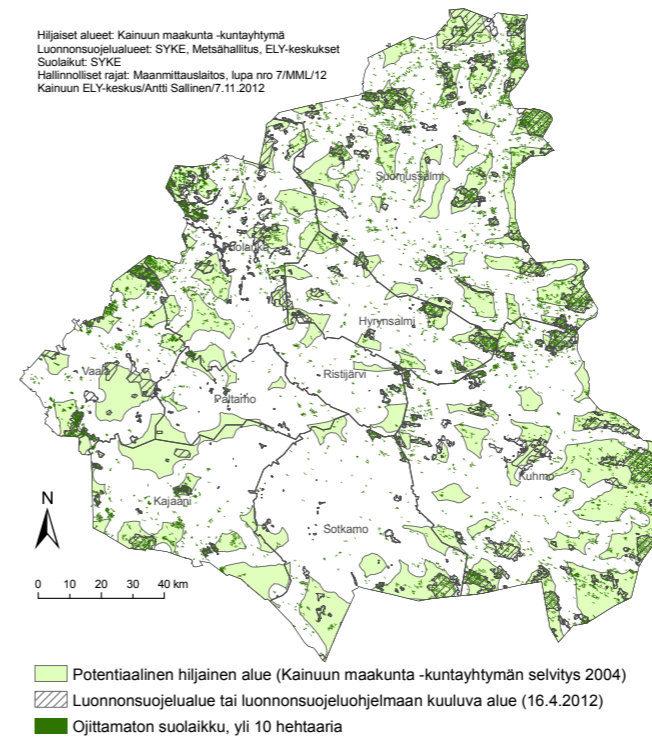 Hiljaiset alueet: Kainuun maakunta -kuntayhtymä
Luonnonsuojelualueet: SYKE, Metsähallitus, ELY-keskukset
Suolaikut: SYKE
Hallinnolliset rajat: Maanmittauslaitos, lupa nro 7/MML/12
Kainuun ELY-keskus/Antti Sallinen/7.11.2012
Suomussalmi
Puolanka
Hyrynsalmi
Vaala
Ristijärvi
Paltamo
Kuhmo
Kajaani
Sotkamo
N
0 10 20 30 40 km
Potentiaalinen hiljainen alue (Kainuun maakunta -kuntayhtymän selvitys 2004)
Luonnonsuojelualue tai luonnonsuojeluohjelmaan kuuluva alue (16.4.2012)
Ojittamaton suolaikku, yli 10 hehtaaria